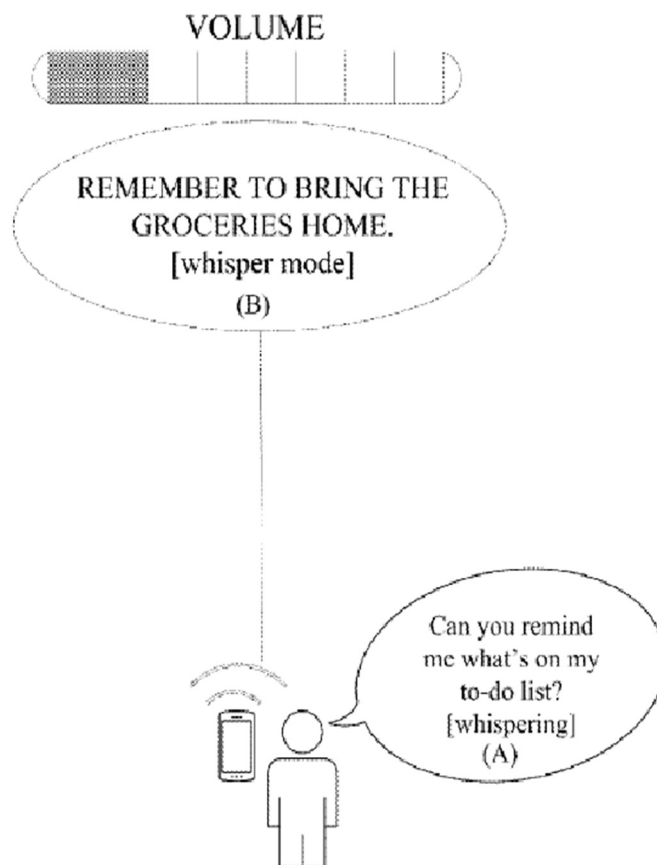 VOLUME
REMEMBER TO BRING THE
GROCERIES HOME.
[whisper mode]
(B)
Can you remind
me what's on my
to-do list?
[whispering]
(A)